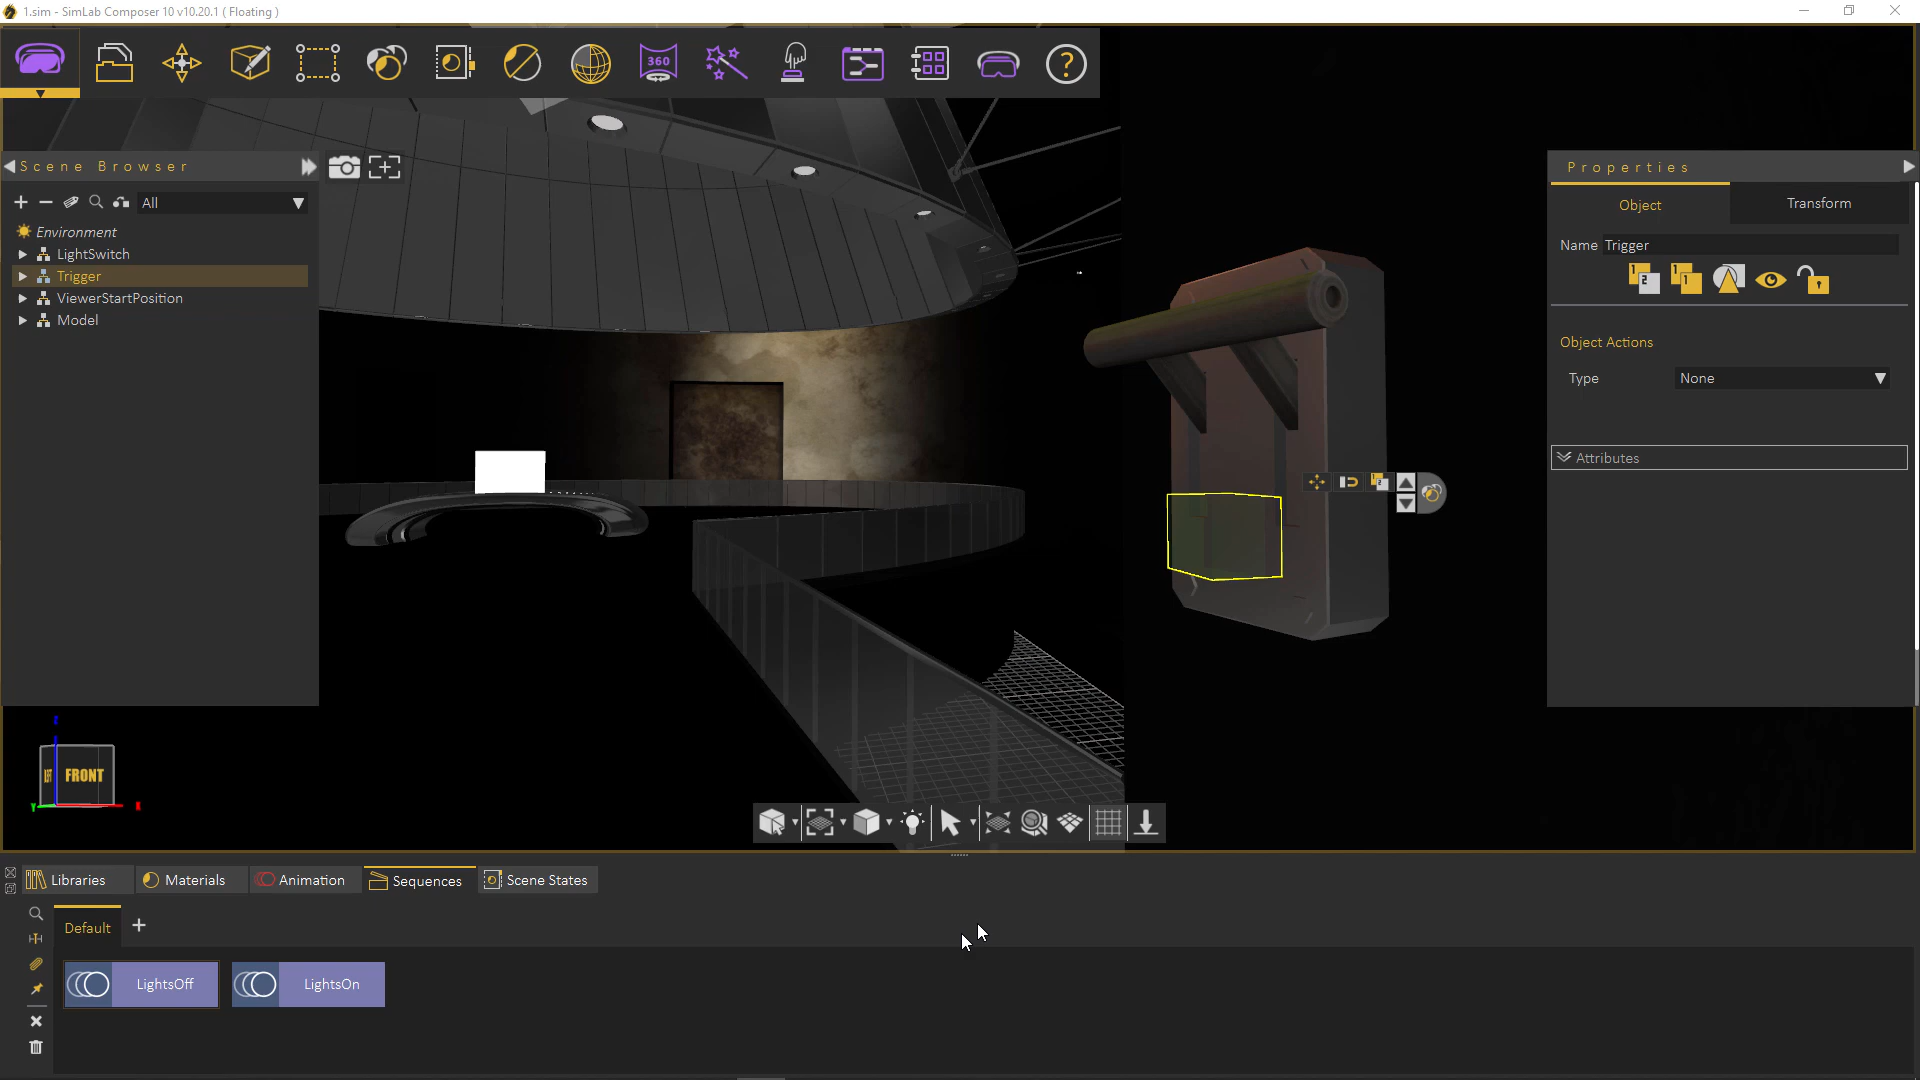 1.sim - SimLab Composer 10 v10.20.1 ( Floating )
360
?
Scene Browser
All
Environment
LightSwitch
Trigger
ViewerStartPosition
Model
Properties
Object
Transform
Name Trigger
Object Actions
Type None
Attributes
FRONT
Libraries
Materials
Animation
Sequences
Scene States
Default
LightsOff
LightsOn